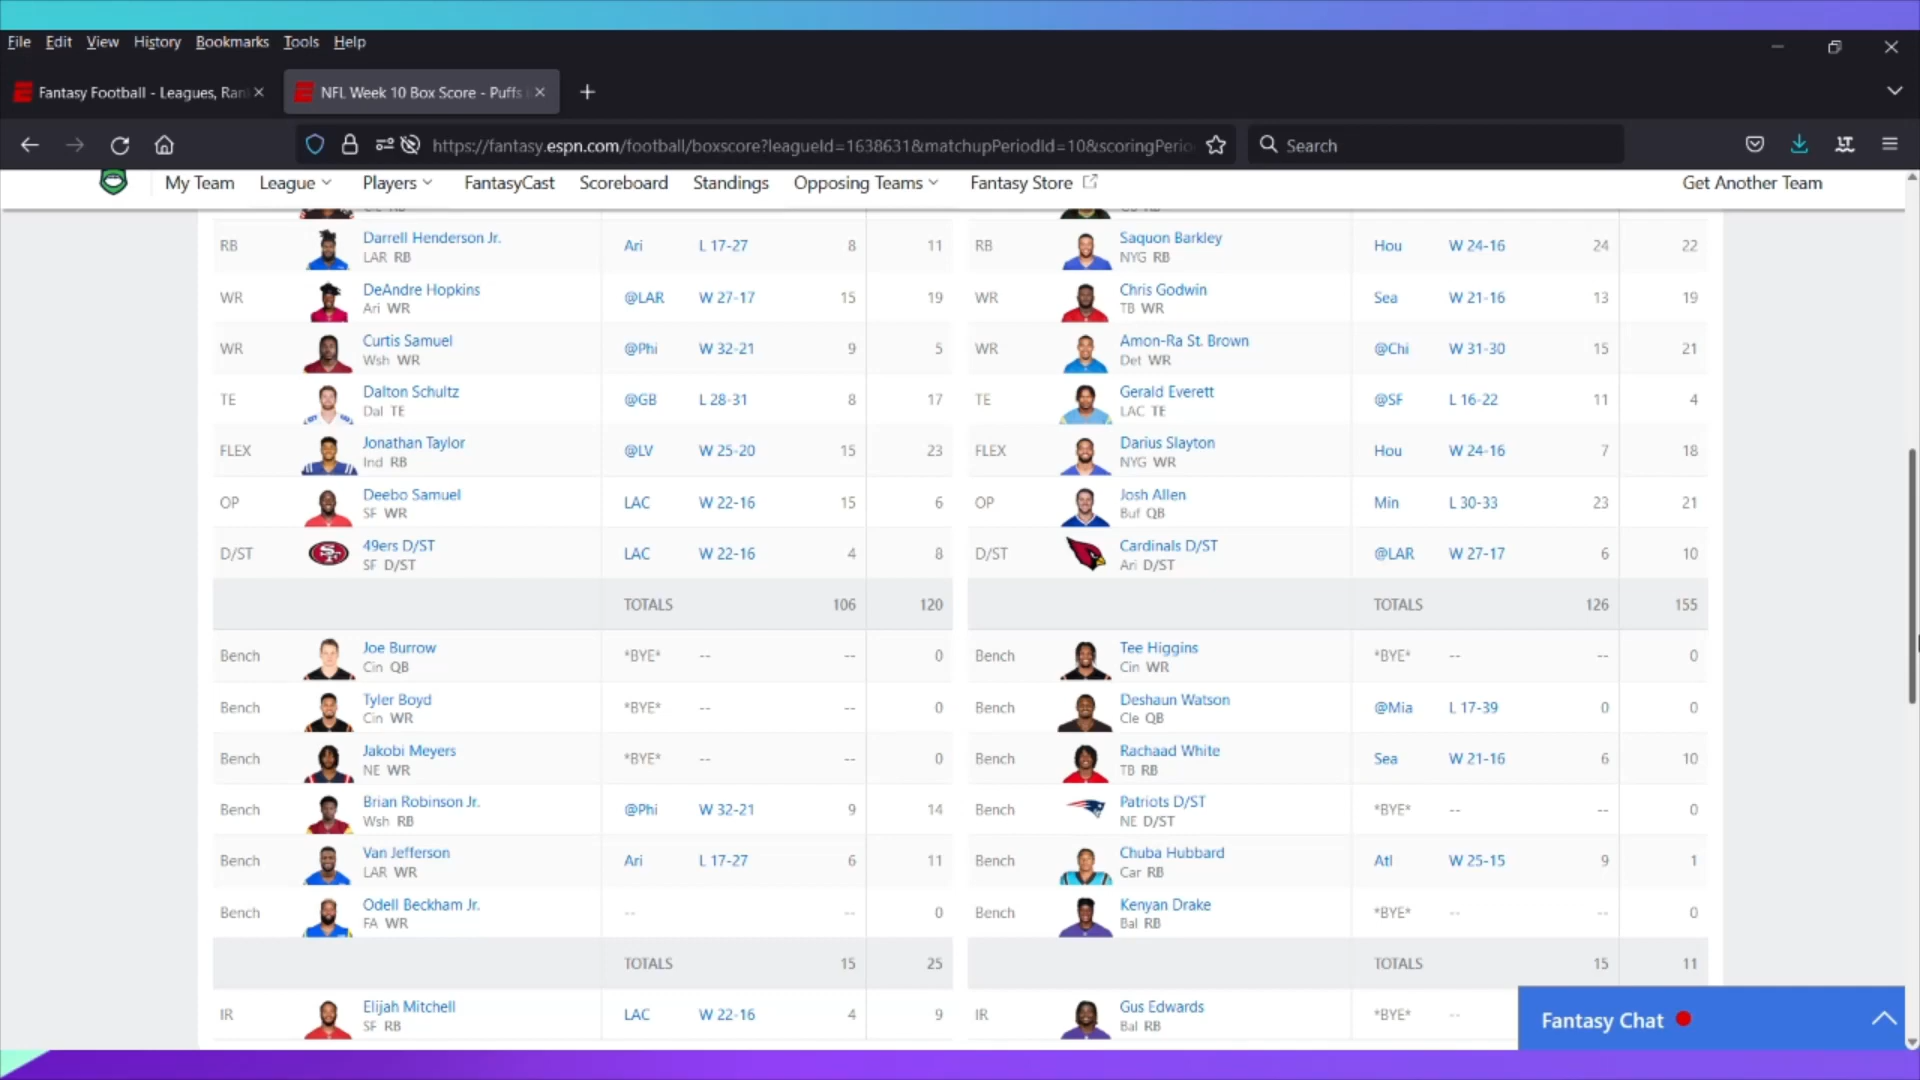 File Edit View History Bookmarks Tools Help
Fantasy Football - Leagues, Ran
NFL Week 10 Box Score - Puffs
https://fantasy.espn.com/football/boxscore?leagueId=1638631&matchupPeriodId=10&scoringPerio
Search
My Team League Players FantasyCast Scoreboard Standings Opposing Teams Fantasy Store Get Another Team
RB Darrell Henderson Jr. Ari L 17-27 8 11 RB Saquon Barkley Hou W 24-16 24 22
LAR RB NYG RB
WR DeAndre Hopkins @LAR W 27-17 15 19 WR Chris Godwin Sea W 21-16 13 19
Ari WR TB WR
WR Curtis Samuel @Phi W 32-21 9 5 WR Amon-Ra St. Brown @Chi W 31-30 15 21
Wsh WR Det WR
TE Dalton Schultz @GB L 28-31 8 17 TE Gerald Everett @SF L 16-22 11 4
Dal TE LAC TE
FLEX Jonathan Taylor @LV W 25-20 15 23 FLEX Darius Slayton Hou W 24-16 7 18
Ind RB NYG WR
OP Deebo Samuel LAC W 22-16 15 6 OP Josh Allen Min L 30-33 23 21
SF WR Buf QB
D/ST 49ers D/ST LAC W 22-16 4 8 D/ST Cardinals D/ST @LAR W 27-17 6 10
SF D/ST Ari D/ST
TOTALS 106 120 TOTALS 126 155
Bench Joe Burrow *BYE* -- -- 0 Bench Tee Higgins *BYE* -- -- 0
Cin QB Cin WR
Bench Tyler Boyd *BYE* -- -- 0 Bench Deshaun Watson @Mia L 17-39 0 0
Cin WR Cle QB
Bench Jakobi Meyers *BYE* -- -- 0 Bench Rachaad White Sea W 21-16 6 10
NE WR TB RB
Bench Brian Robinson Jr. @Phi W 32-21 9 14 Bench Patriots D/ST *BYE* -- -- 0
Wsh RB NE D/ST
Bench Van Jefferson Ari L 17-27 6 11 Bench Chuba Hubbard Atl W 25-15 9 1
LAR WR Car RB
Bench Odell Beckham Jr. -- -- 0 Bench Kenyan Drake *BYE* -- -- 0
FA WR Bal RB
TOTALS 15 25 TOTALS 15 11
IR Elijah Mitchell LAC W 22-16 4 9 IR Gus Edwards *BYE* --
SF RB Bal RB
Fantasy Chat